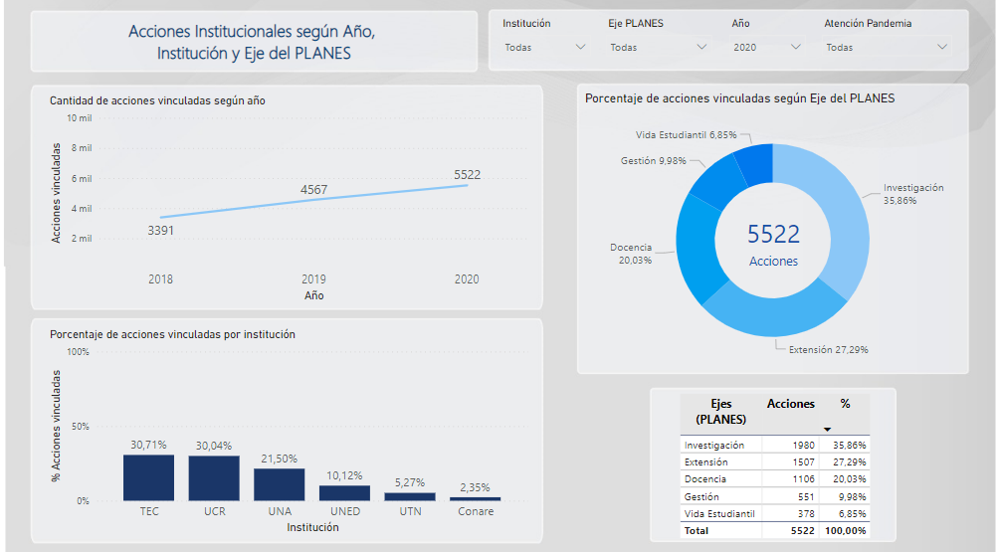 Acciones Institucionales según Año,
Institución y Eje del PLANES
Institución
Todas
Eje PLANES
Todas
Año
2020
Atención Pandemia
Todas
Cantidad de acciones vinculadas según año
Acciones vinculadas
10 mil
8 mil
6 mil
4 mil
2 mil
3391
4567
5522
2018
2019
2020
Año
Porcentaje de acciones vinculadas según Eje del PLANES
Vida Estudiantil 6,85%
Gestión 9,98%
Docencia
20,03%
Investigación
35,86%
Extensión 27,29%
5522
Acciones
Porcentaje de acciones vinculadas por institución
% Acciones vinculadas
100%
50%
0%
30,71%
30,04%
21,50%
10,12%
5,27%
2,35%
TEC
UCR
UNA
UNED
UTN
Conare
Institución
Ejes (PLANES) Acciones %
Investigación 1980 35,86%
Extensión 1507 27,29%
Docencia 1106 20,03%
Gestión 551 9,98%
Vida Estudiantil 378 6,85%
Total 5522 100,00%